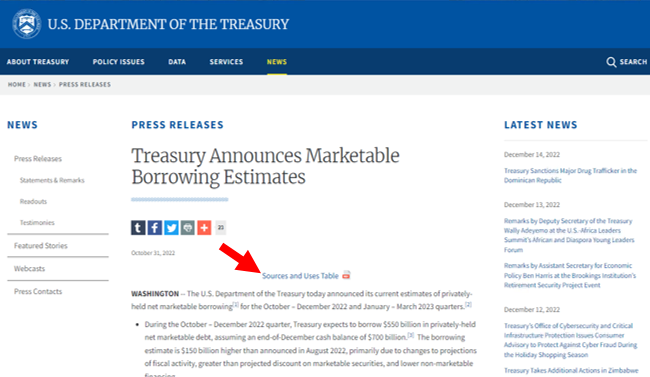 U.S. DEPARTMENT OF THE TREASURY
ABOUT TREASURY
POLICY ISSUES
DATA
SERVICES
NEWS
SEARCH
HOME › NEWS › PRESS RELEASES
NEWS
Press Releases
Statements & Remarks
Readouts
Testimonies
Featured Stories
Webcasts
Press Contacts
PRESS RELEASES
Treasury Announces Marketable
Borrowing Estimates
October 31, 2022
Sources and Uses Table
WASHINGTON -- The U.S. Department of the Treasury today announced its current estimates of privately-
held net marketable borrowing[1] for the October – December 2022 and January – March 2023 quarters.[2]
• During the October – December 2022 quarter, Treasury expects to borrow $550 billion in privately-held
net marketable debt, assuming an end-of-December cash balance of $700 billion.[3] The borrowing
estimate is $150 billion higher than announced in August 2022, primarily due to changes to projections
of fiscal activity, greater than projected discount on marketable securities, and lower non-marketable
financing.
LATEST NEWS
December 14, 2022
Treasury Sanctions Major Drug Trafficker in the
Dominican Republic
December 13, 2022
Remarks by Deputy Secretary of the Treasury
Wally Adeyemo at the U.S.-Africa Leaders
Summit's African and Diaspora Young Leaders
Forum
Remarks by Assistant Secretary for Economic
Policy Ben Harris at the Brookings Institution's
Retirement Security Project Event
December 12, 2022
Treasury's Office of Cybersecurity and Critical
Infrastructure Protection Issues Consumer
Advisory to Protect Against Cyber Fraud During
the Holiday Shopping Season
Treasury Takes Additional Actions in Zimbabwe